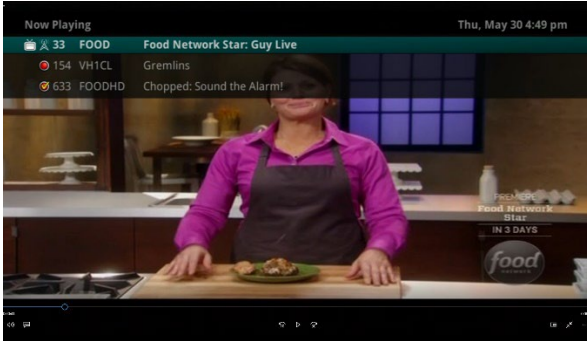 Now Playing Thu, May 30 4:49 pm
33 FOOD Food Network Star: Guy Live
154 VH1CL Gremlins
633 FOODHD Chopped: Sound the Alarm!
PREMIERE
Food Network
Star
IN 3 DAYS
food
network